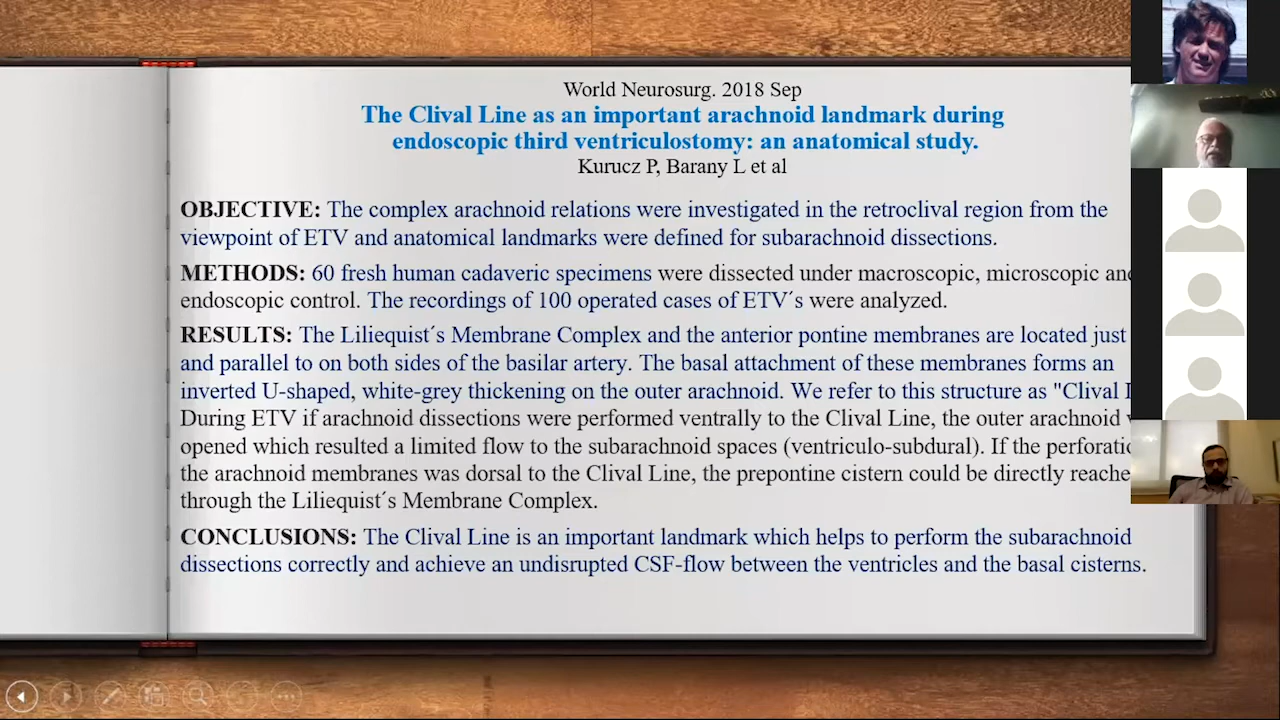 World Neurosurg. 2018 Sep
The Clival Line as an important arachnoid landmark during
endoscopic third ventriculostomy: an anatomical study.
Kurucz P, Barany L et al
OBJECTIVE: The complex arachnoid relations were investigated in the retroclival region from the
viewpoint of ETV and anatomical landmarks were defined for subarachnoid dissections.
METHODS: 60 fresh human cadaveric specimens were dissected under macroscopic, microscopic and
endoscopic control. The recordings of 100 operated cases of ETV´s were analyzed.
RESULTS: The Liliequist´s Membrane Complex and the anterior pontine membranes are located just
and parallel to on both sides of the basilar artery. The basal attachment of these membranes forms an
inverted U-shaped, white-grey thickening on the outer arachnoid. We refer to this structure as "Clival
During ETV if arachnoid dissections were performed ventrally to the Clival Line, the outer arachnoid
opened which resulted a limited flow to the subarachnoid spaces (ventriculo-subdural). If the
the arachnoid membranes was dorsal to the Clival Line, the prepontine cistern could be directly reache
through the Liliequist´s Membrane Complex.
CONCLUSIONS: The Clival Line is an important landmark which helps to perform the subarachnoid
dissections correctly and achieve an undisrupted CSF-flow between the ventricles and the basal cisterns.